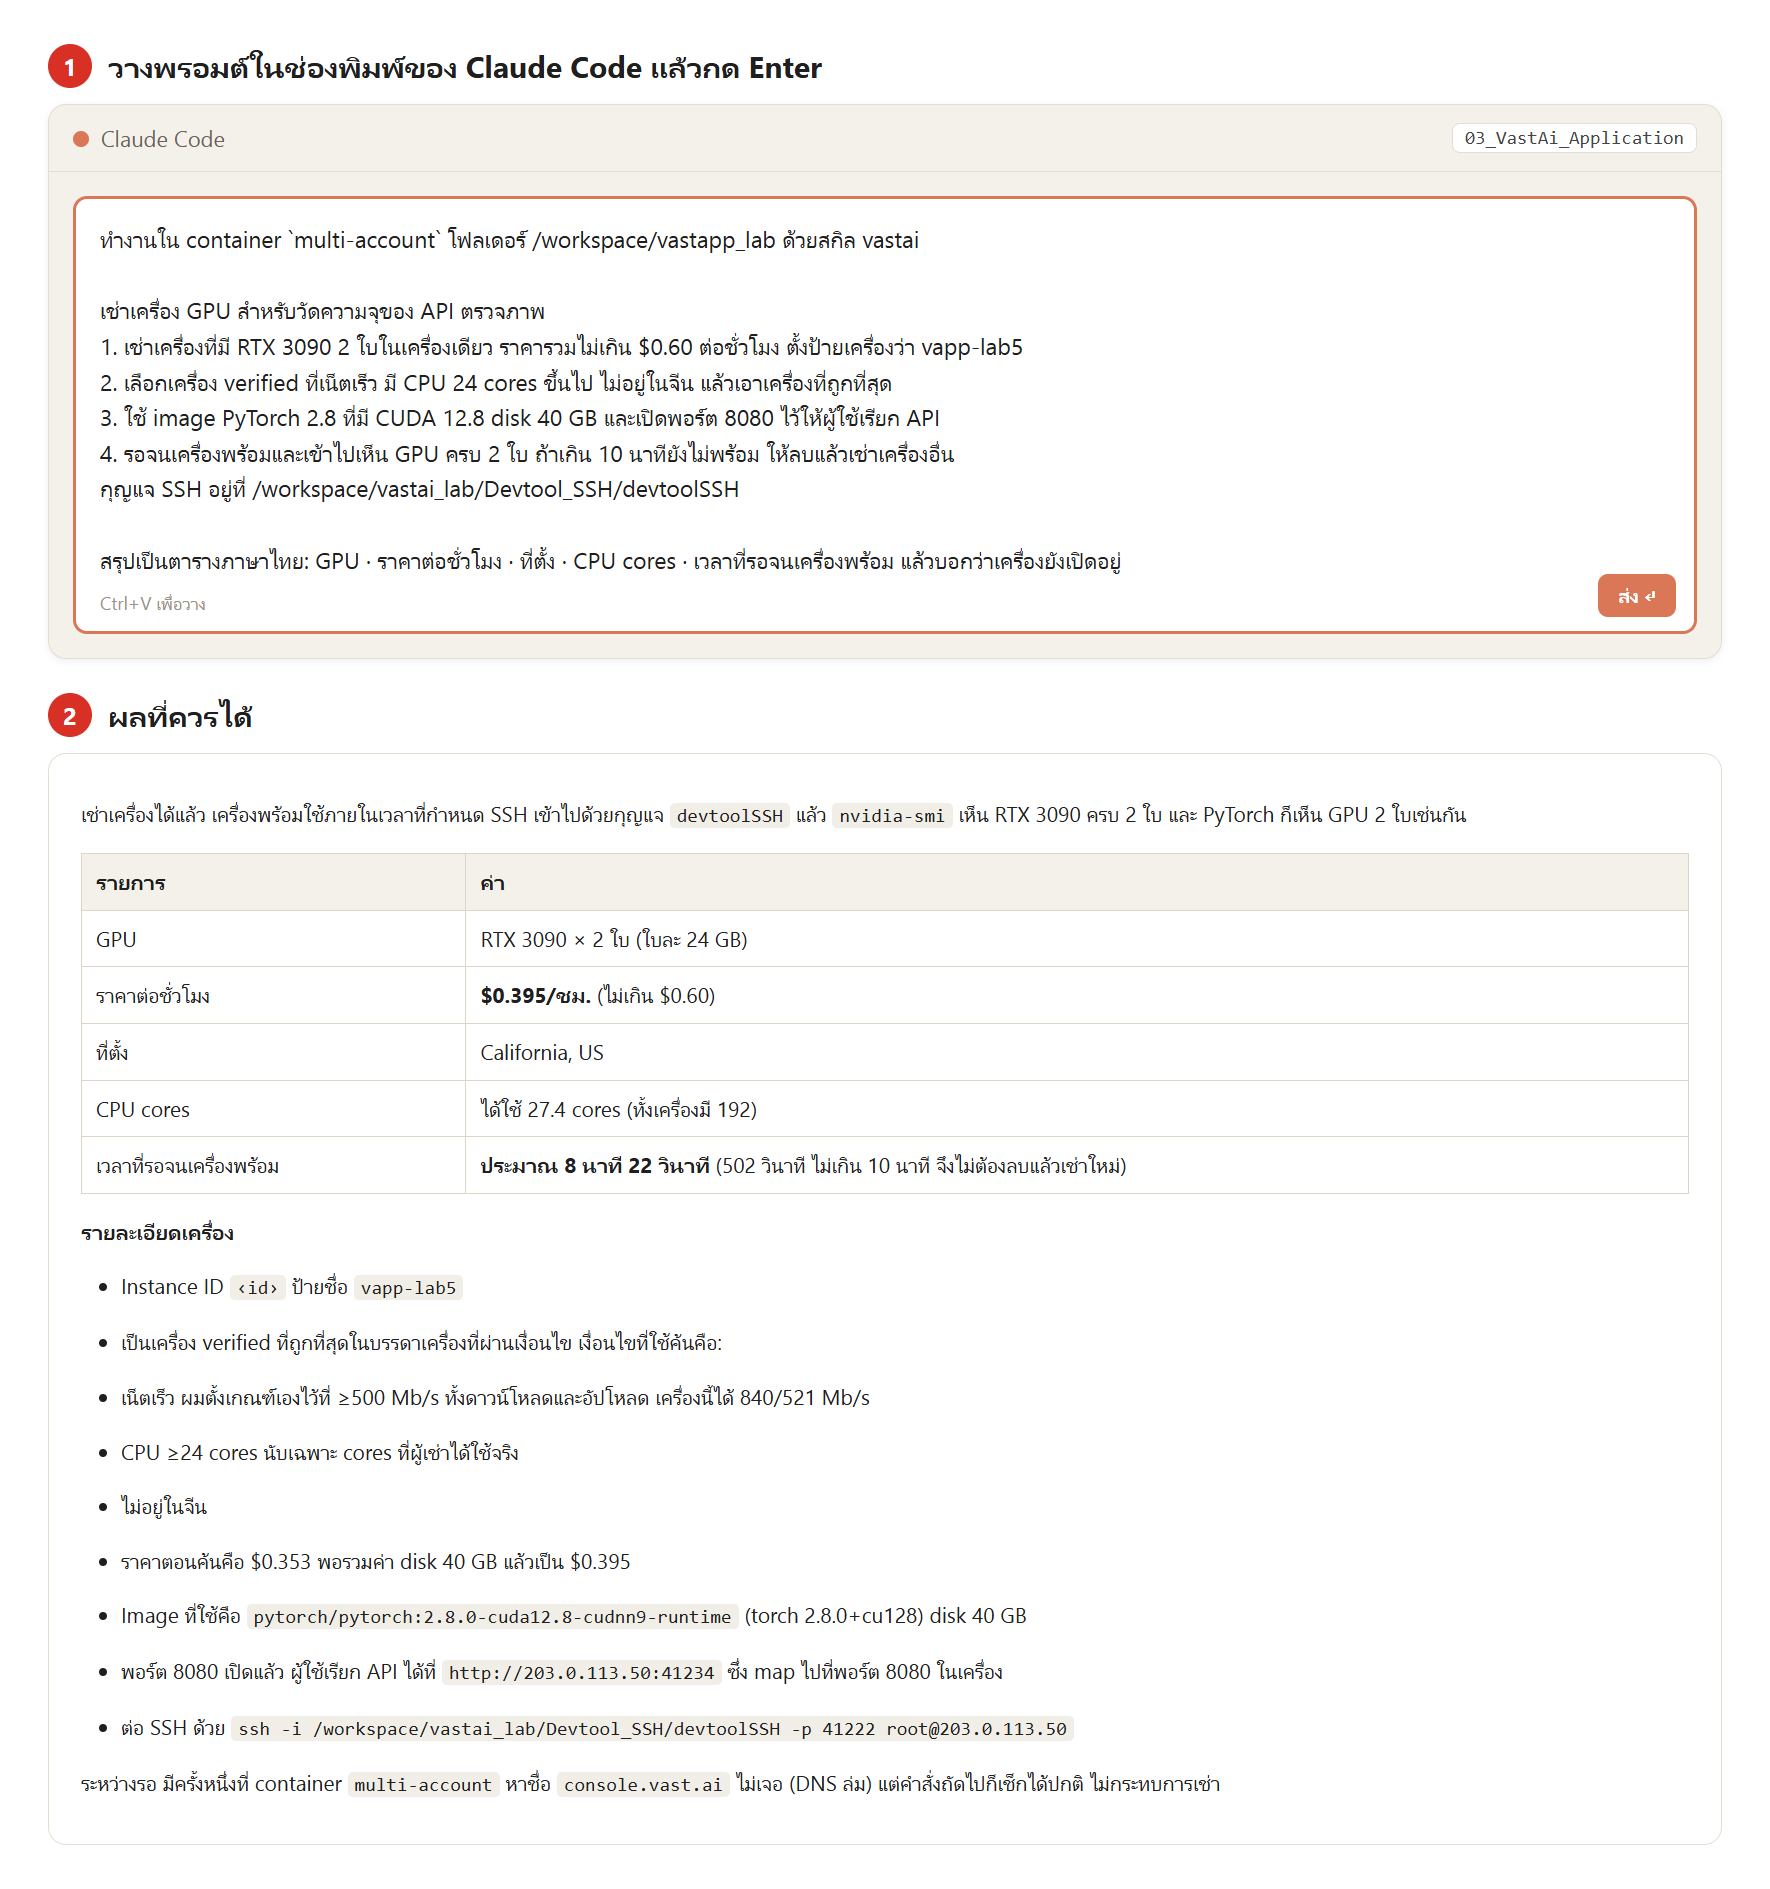 1 วางพรอมต์ในช่องพิมพ์ของ Claude Code แล้วกด Enter
Claude Code
03_VastAi_Application
ทำงานใน container `multi-account` โฟลเดอร์ /workspace/vastapp_lab ด้วยสกิล vastai
เช่าเครื่อง GPU สำหรับวัดความจุของ API ตรวจภาพ
1. เช่าเครื่องที่มี RTX 3090 2 ใบในเครื่องเดียว ราคารวมไม่เกิน $0.60 ต่อชั่วโมง ตั้งป้ายเครื่องว่า vapp-lab5
2. เลือกเครื่อง verified ที่เน็ตเร็ว มี CPU 24 cores ขึ้นไป ไม่อยู่ในจีน แล้วเอาเครื่องที่ถูกที่สุด
3. ใช้ image PyTorch 2.8 ที่มี CUDA 12.8 disk 40 GB และเปิดพอร์ต 8080 ไว้ให้ผู้ใช้เรียก API
4. รอจนเครื่องพร้อมและเข้าไปเห็น GPU ครบ 2 ใบ ถ้าเกิน 10 นาทียังไม่พร้อม ให้ลบแล้วเช่าเครื่องอื่น
กุญแจ SSH อยู่ที่ /workspace/vastai_lab/Devtool_SSH/devtoolSSH
สรุปเป็นตารางภาษาไทย: GPU · ราคาต่อชั่วโมง · ที่ตั้ง · CPU cores · เวลาที่รอจนเครื่องพร้อม แล้วบอกว่าเครื่องยังเปิดอยู่
Ctrl+V เพื่อวาง
ส่ง ↵
2 ผลที่ควรได้
เช่าเครื่องได้แล้ว เครื่องพร้อมใช้ภายในเวลาที่กำหนด SSH เข้าไปด้วยกุญแจ devtoolSSH แล้ว nvidia-smi เห็น RTX 3090 ครบ 2 ใบ และ PyTorch ก็เห็น GPU 2 ใบเช่นกัน
รายการ ค่า
GPU RTX 3090 × 2 ใบ (ใบละ 24 GB)
ราคาต่อชั่วโมง $0.395/ชม. (ไม่เกิน $0.60)
ที่ตั้ง California, US
CPU cores ได้ใช้ 27.4 cores (ทั้งเครื่องมี 192)
เวลาที่รอจนเครื่องพร้อม ประมาณ 8 นาที 22 วินาที (502 วินาที ไม่เกิน 10 นาที จึงไม่ต้องลบแล้วเช่าใหม่)
รายละเอียดเครื่อง
• Instance ID ‹id› ป้ายชื่อ vapp-lab5
• เป็นเครื่อง verified ที่ถูกที่สุดในบรรดาเครื่องที่ผ่านเงื่อนไข เงื่อนไขที่ใช้ค้นคือ:
• เน็ตเร็ว ผมตั้งเกณฑ์เองไว้ที่ ≥500 Mb/s ทั้งดาวน์โหลดและอัปโหลด เครื่องนี้ได้ 840/521 Mb/s
• CPU ≥24 cores นับเฉพาะ cores ที่ผู้เช่าได้ใช้จริง
• ไม่อยู่ในจีน
• ราคาตอนค้นคือ $0.353 พอรวมค่า disk 40 GB แล้วเป็น $0.395
• Image ที่ใช้คือ pytorch/pytorch:2.8.0-cuda12.8-cudnn9-runtime (torch 2.8.0+cu128) disk 40 GB
• พอร์ต 8080 เปิดแล้ว ผู้ใช้เรียก API ได้ที่ http://203.0.113.50:41234 ซึ่ง map ไปที่พอร์ต 8080 ในเครื่อง
• ต่อ SSH ด้วย ssh -i /workspace/vastai_lab/Devtool_SSH/devtoolSSH -p 41222 root@203.0.113.50
ระหว่างรอ มีครั้งหนึ่งที่ container multi-account หาชื่อ console.vast.ai ไม่เจอ (DNS ล่ม) แต่คำสั่งถัดไปก็เช็กได้ปกติ ไม่กระทบการเช่า